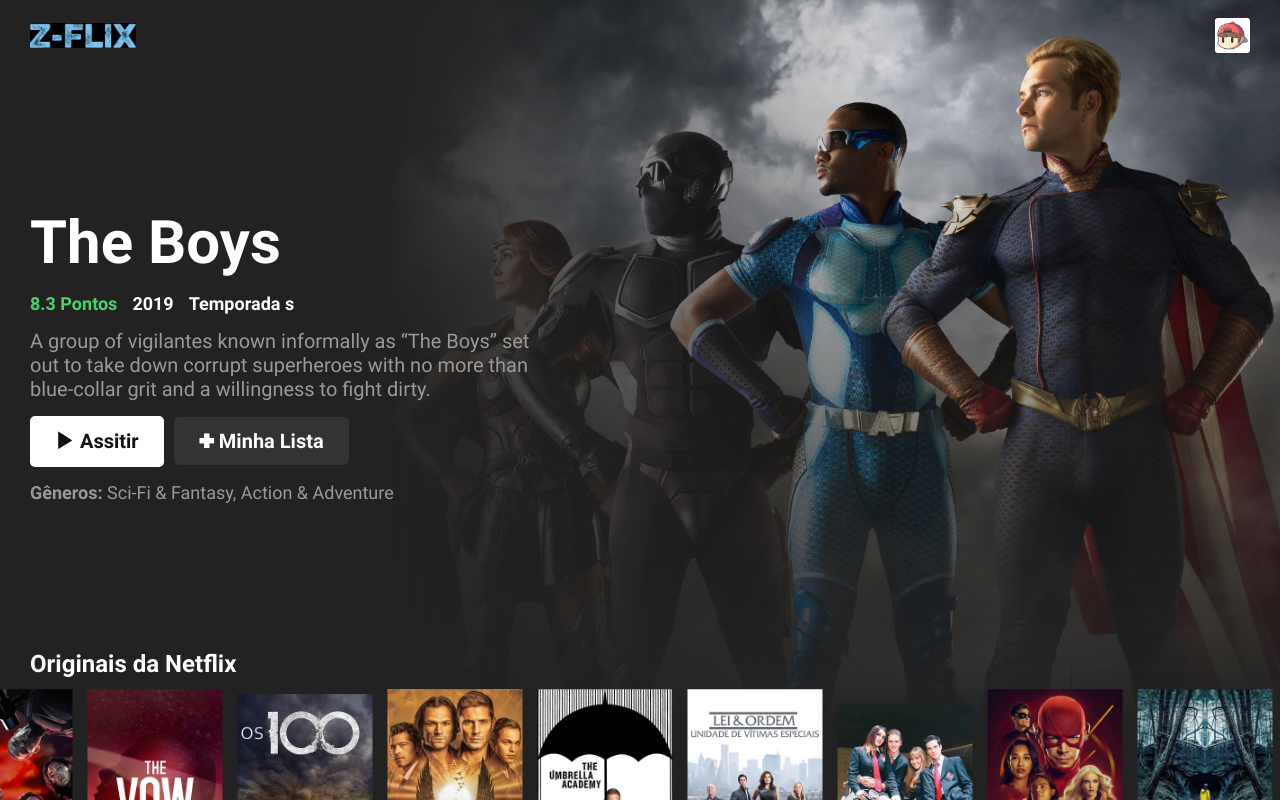 Z-FLIX
The Boys
8.3 Pontos 2019 Temporada s
A group of vigilantes known informally as “The Boys” set
out to take down corrupt superheroes with no more than
blue-collar grit and a willingness to fight dirty.
Assitir
Minha Lista
Gêneros: Sci-Fi & Fantasy, Action & Adventure
Originais da Netflix
THE
VOW
OS 100
THE
UMBRELLA
ACADEMY
LEI & ORDEM
UNIDADE DE VÍTIMAS ESPECIAIS